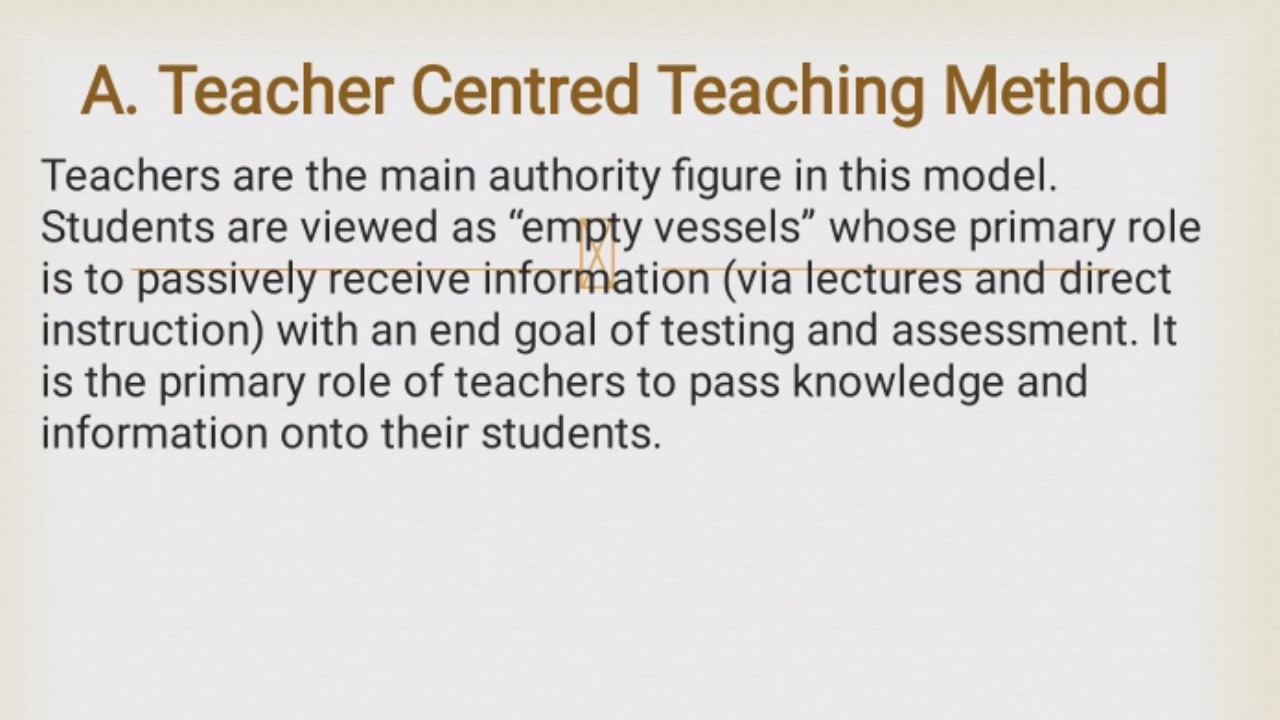 A. Teacher Centred Teaching Method
Teachers are the main authority figure in this model.
Students are viewed as “empty vessels” whose primary role
is to passively receive information (via lectures and direct
instruction) with an end goal of testing and assessment. It
is the primary role of teachers to pass knowledge and
information onto their students.